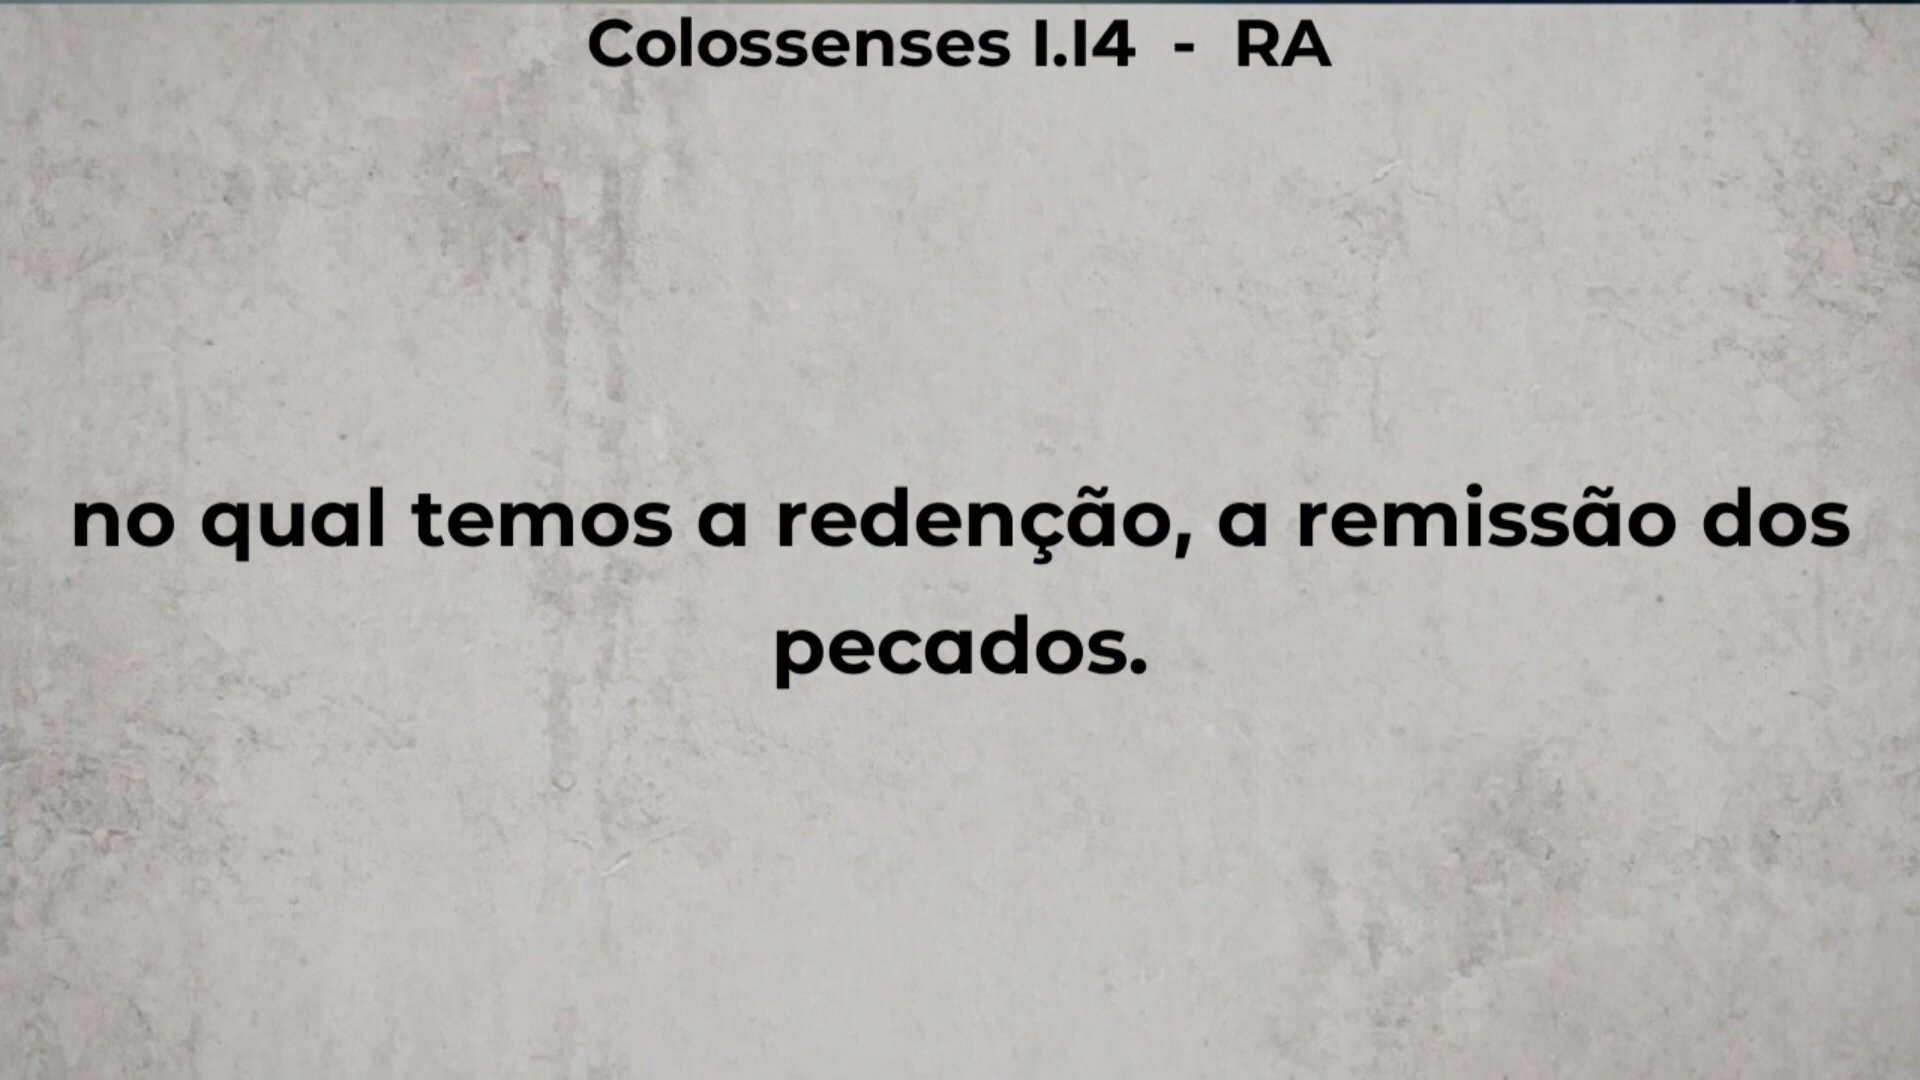 Colossenses 1.14 - RA
no qual temos a redenção, a remissão dos
pecados.